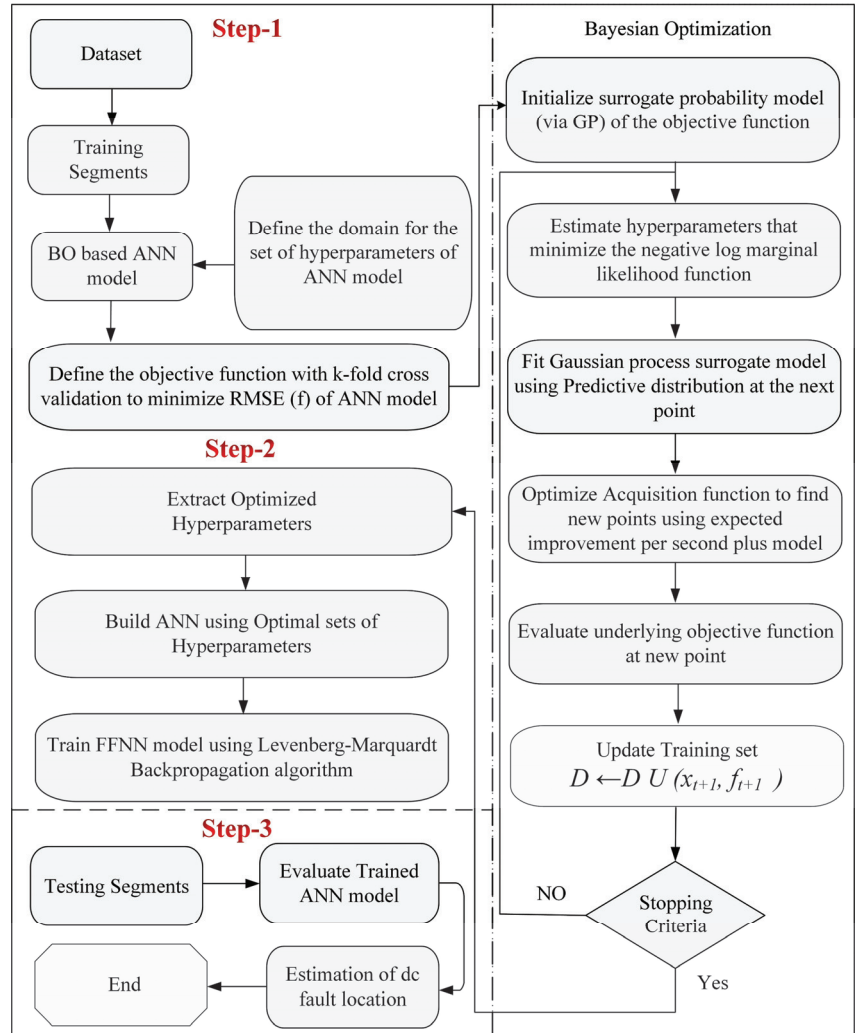 Step-1
Dataset
Training
Segments
BO based ANN
model
Define the domain for the
set of hyperparameters of
ANN model
Define the objective function with k-fold cross
validation to minimize RMSE (f) of ANN model
Step-2
Extract Optimized
Hyperparameters
Build ANN using Optimal sets of
Hyperparameters
Train FFNN model using Levenberg-Marquardt
Backpropagation algorithm
Step-3
Testing Segments
Evaluate Trained
ANN model
Estimation of dc
fault location
End
Bayesian Optimization
Initialize surrogate probability model
(via GP) of the objective function
Estimate hyperparameters that
minimize the negative log marginal
likelihood function
Fit Gaussian process surrogate model
using Predictive distribution at the next
point
Optimize Acquisition function to find
new points using expected
improvement per second plus model
Evaluate underlying objective function
at new point
Update Training set
D ←D U (x_{t+1}, f_{t+1} )
Stopping
Criteria
NO
Yes